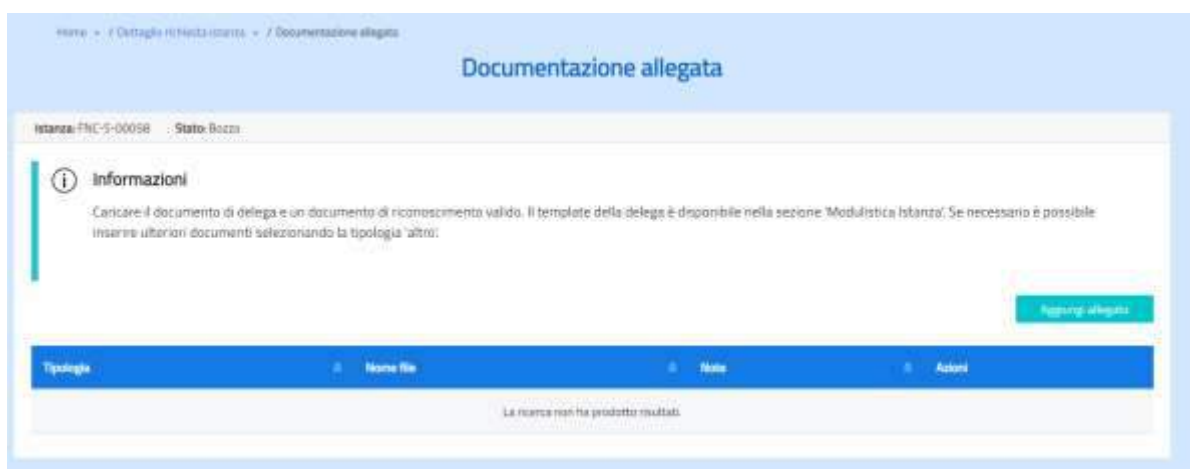 Home / Dettaglio richiesta istanza / Documentazione allegata
Documentazione allegata
Istanza: FNC-S-00058 Stato: Bozza
Informazioni
Caricare il documento di delega e un documento di riconoscimento valido. Il template della delega è disponibile nella sezione 'Modulistica Istanza'. Se necessario è possibile
inserire ulteriori documenti selezionando la tipologia 'altro'.
Aggiungi allegato
Tipologia Nome file Note Azioni
La ricerca non ha prodotto risultati.